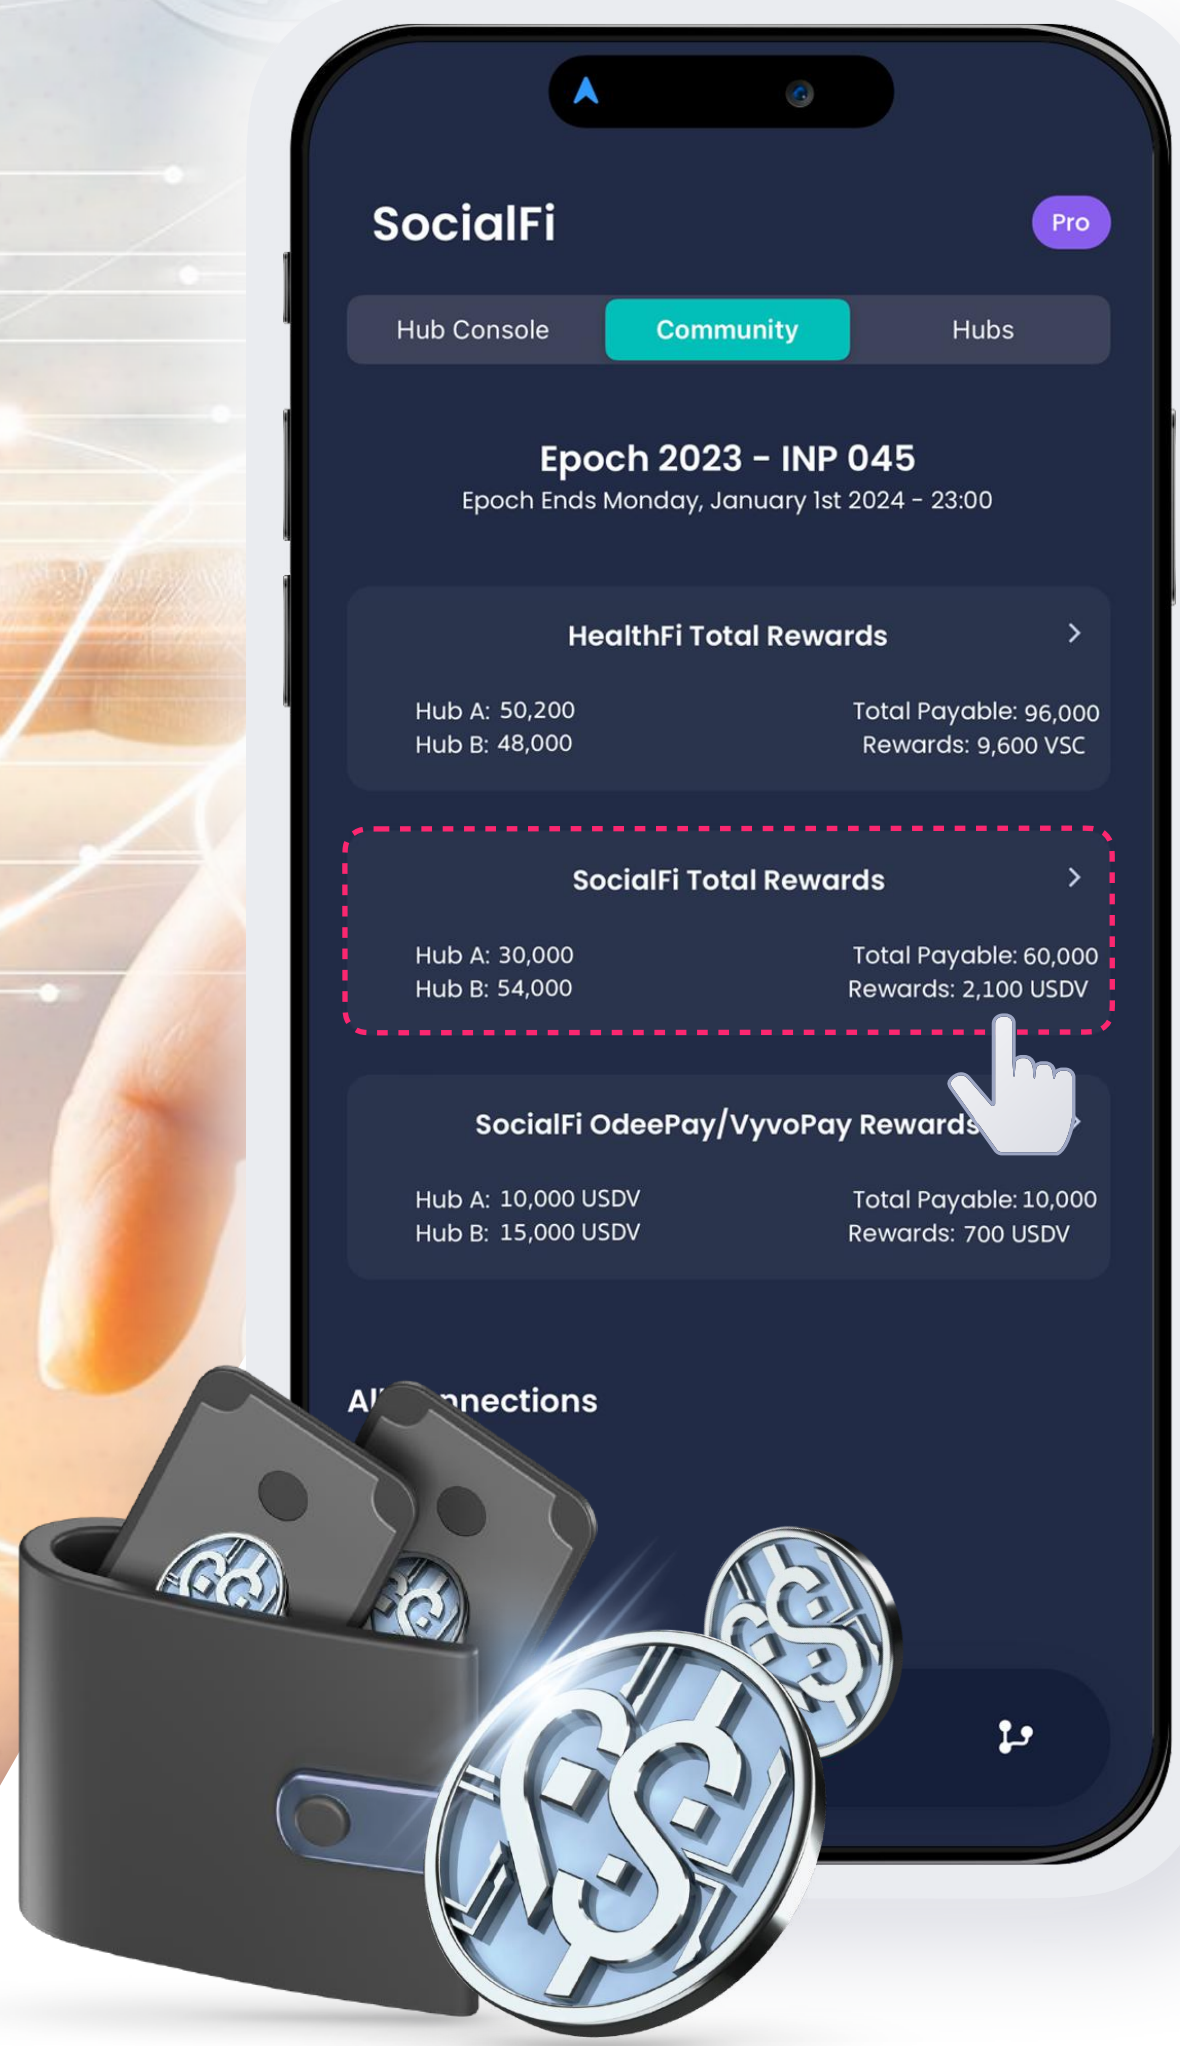 SocialFi
Pro
Hub Console
Community
Hubs
Epoch 2023 - INP 045
Epoch Ends Monday, January 1st 2024 - 23:00
HealthFi Total Rewards
Hub A: 50,200
Total Payable: 96,000
Hub B: 48,000
Rewards: 9,600 VSC
SocialFi Total Rewards
Hub A: 30,000
Total Payable: 60,000
Hub B: 54,000
Rewards: 2,100 USDV
SocialFi OdeePay/VyvoPay Rewards
Hub A: 10,000 USDV
Total Payable: 10,000
Hub B: 15,000 USDV
Rewards: 700 USDV